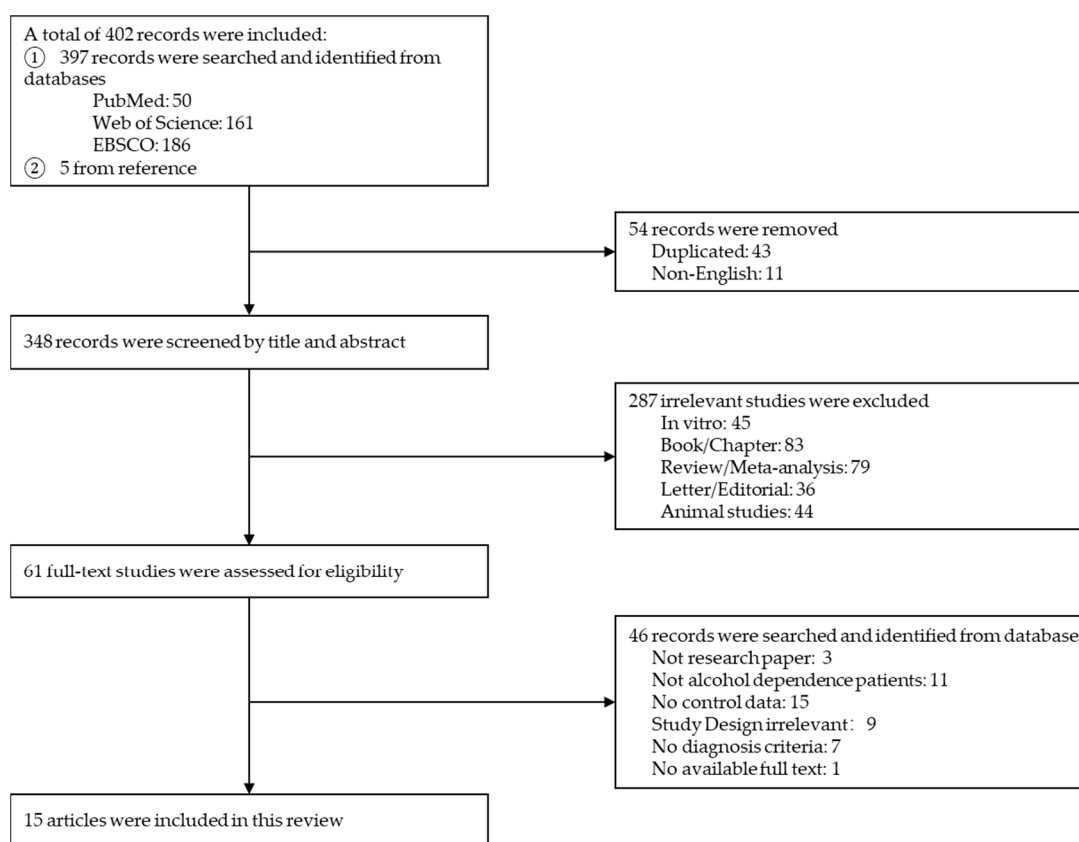 A total of 402 records were included:
① 397 records were searched and identified from
databases
PubMed: 50
Web of Science: 161
EBSCO: 186
② 5 from reference
54 records were removed
Duplicated: 43
Non-English: 11
348 records were screened by title and abstract
287 irrelevant studies were excluded
In vitro: 45
Book/Chapter: 83
Review/Meta-analysis: 79
Letter/Editorial: 36
Animal studies: 44
61 full-text studies were assessed for eligibility
46 records were searched and identified from database
Not research paper: 3
Not alcohol dependence patients: 11
No control data: 15
Study Design irrelevant: 9
No diagnosis criteria: 7
No available full text: 1
15 articles were included in this review